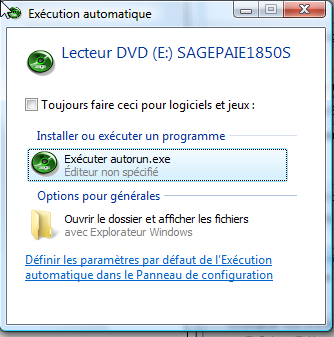 Exécution automatique
Lecteur DVD (E:) SAGEPAIE1850S
Toujours faire ceci pour logiciels et jeux :
Installer ou exécuter un programme
Exécuter autorun.exe
Éditeur non spécifié
Options pour générales
Ouvrir le dossier et afficher les fichiers
avec Explorateur Windows
Définir les paramètres par défaut de l'Exécution
automatique dans le Panneau de configuration